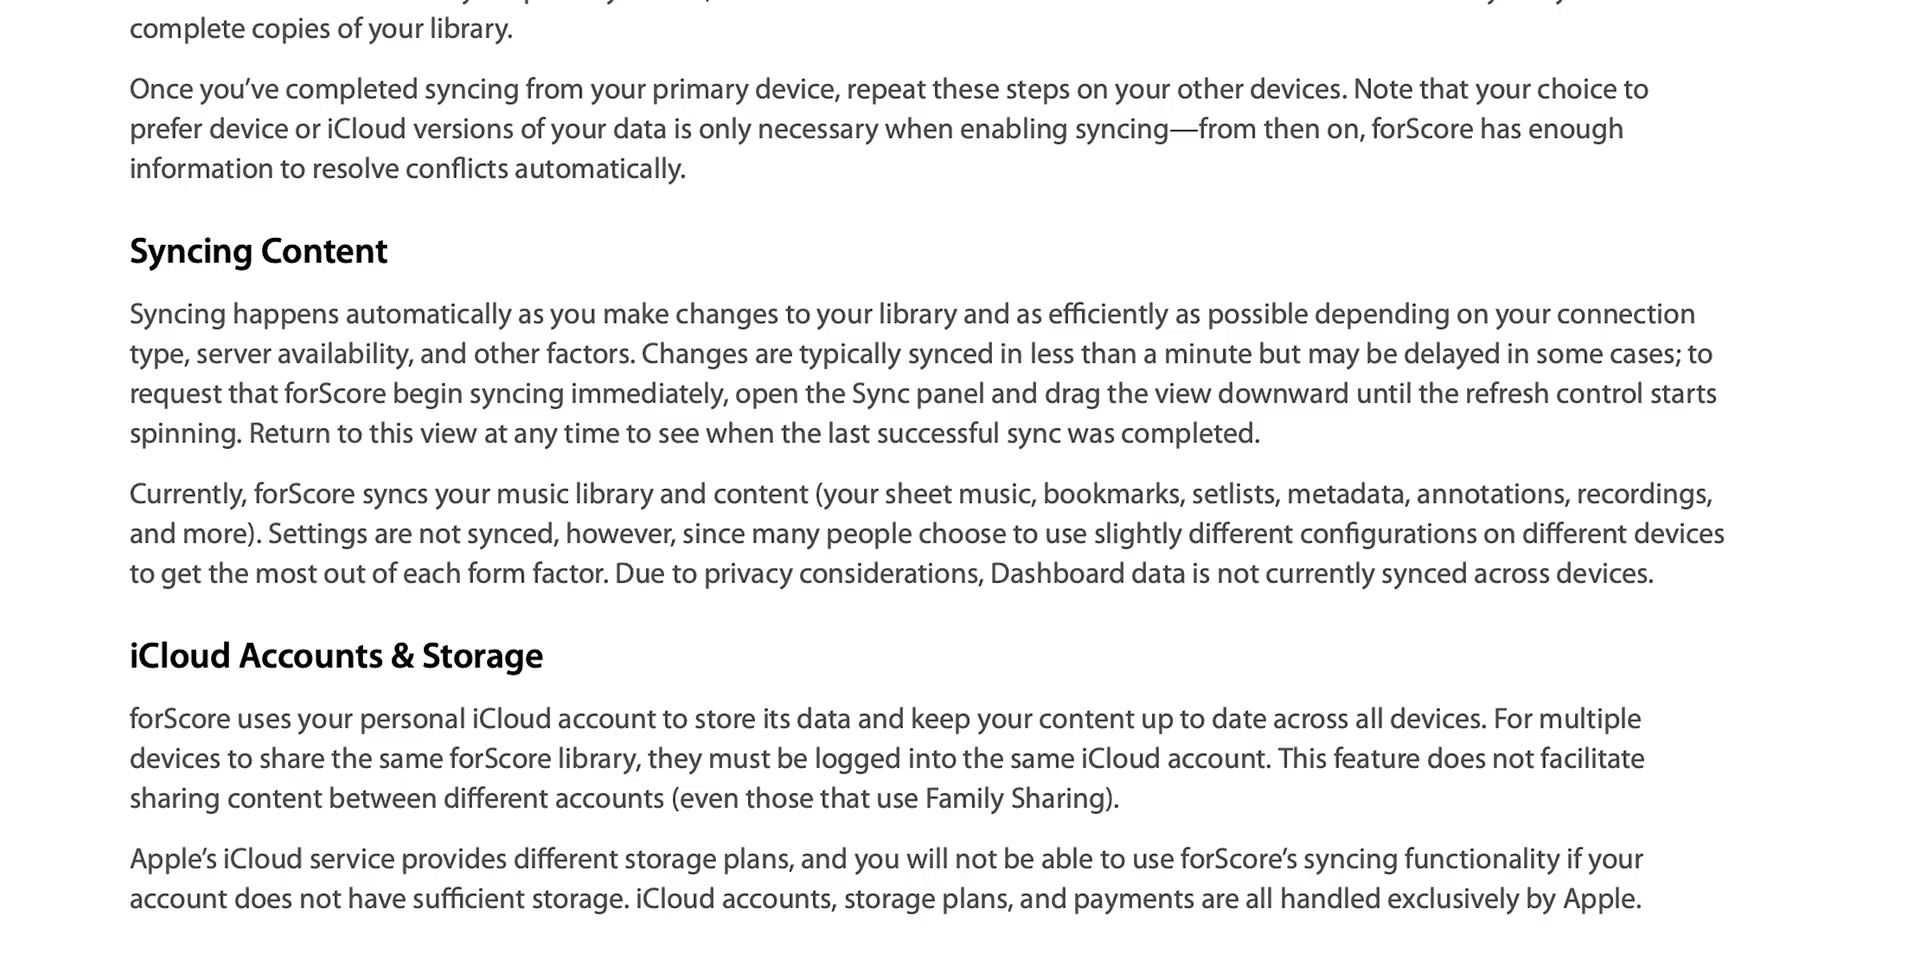 complete copies of your library.
Once you’ve completed syncing from your primary device, repeat these steps on your other devices. Note that your choice to
prefer device or iCloud versions of your data is only necessary when enabling syncing—from then on, forScore has enough
information to resolve conflicts automatically.
Syncing Content
Syncing happens automatically as you make changes to your library and as efficiently as possible depending on your connection
type, server availability, and other factors. Changes are typically synced in less than a minute but may be delayed in some cases; to
request that forScore begin syncing immediately, open the Sync panel and drag the view downward until the refresh control starts
spinning. Return to this view at any time to see when the last successful sync was completed.
Currently, forScore syncs your music library and content (your sheet music, bookmarks, setlists, metadata, annotations, recordings,
and more). Settings are not synced, however, since many people choose to use slightly different configurations on different devices
to get the most out of each form factor. Due to privacy considerations, Dashboard data is not currently synced across devices.
iCloud Accounts & Storage
forScore uses your personal iCloud account to store its data and keep your content up to date across all devices. For multiple
devices to share the same forScore library, they must be logged into the same iCloud account. This feature does not facilitate
sharing content between different accounts (even those that use Family Sharing).
Apple’s iCloud service provides different storage plans, and you will not be able to use forScore’s syncing functionality if your
account does not have sufficient storage. iCloud accounts, storage plans, and payments are all handled exclusively by Apple.